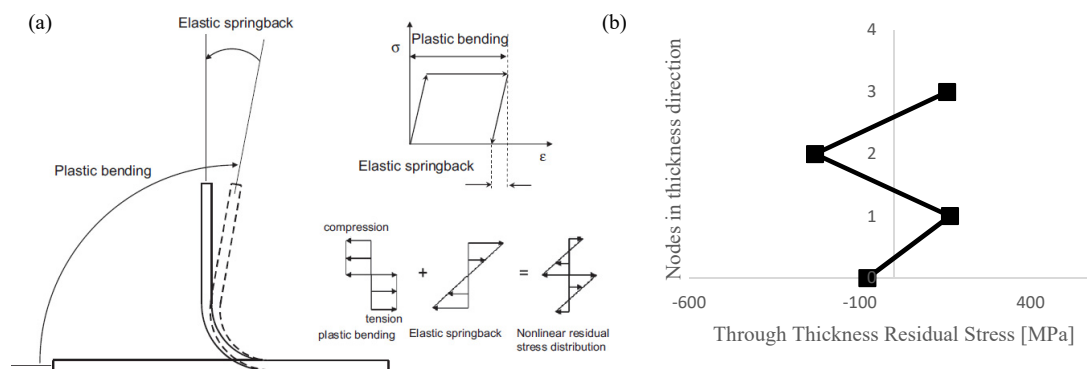 (a)
Elastic springback
Plastic bending
σ
Plastic bending
ε
Elastic springback
compression
tension
plastic bending
+
Elastic springback
=
Nonlinear residual
stress distribution
(b)
Nodes in thickness direction
4
3
2
1
0
-600
-100
400
Through Thickness Residual Stress [MPa]